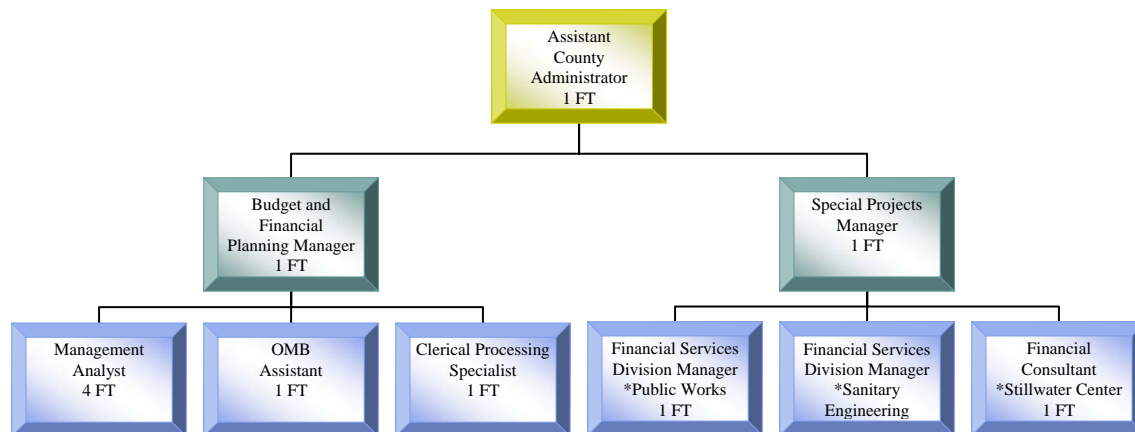 Assistant
County
Administrator
1 FT
Budget and
Financial
Planning Manager
1 FT
Special Projects
Manager
1 FT
Management
Analyst
4 FT
OMB
Assistant
1 FT
Clerical Processing
Specialist
1 FT
Financial Services
Division Manager
*Public Works
1 FT
Financial Services
Division Manager
*Sanitary
Engineering
Financial
Consultant
*Stillwater Center
1 FT